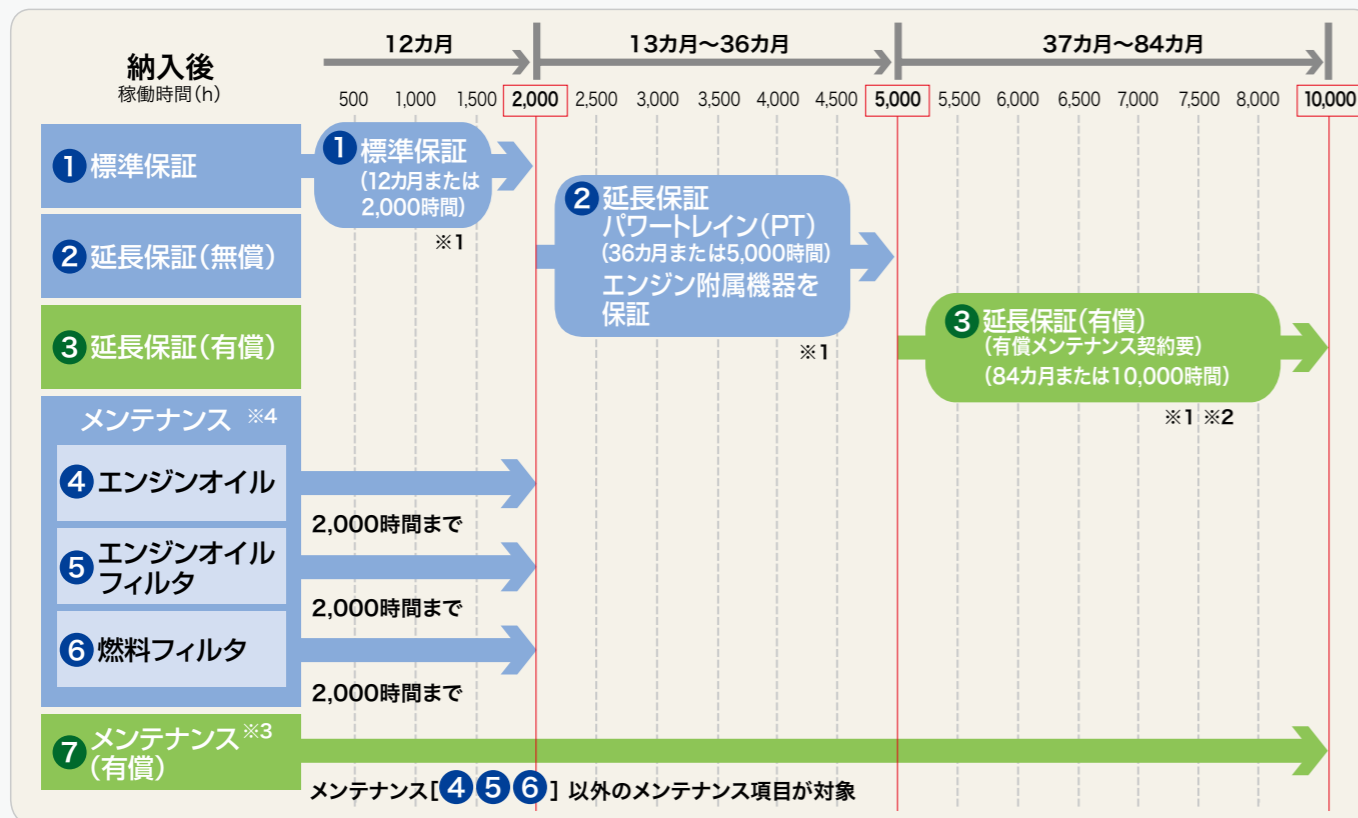 12カ月
13カ月〜36カ月
37カ月〜84カ月
納入後
稼働時間(h)
500 1,000 1,500 2,000 2,500 3,000 3,500 4,000 4,500 5,000 5,500 6,000 6,500 7,000 7,500 8,000 10,000
1 標準保証
1 標準保証
(12カ月または
2,000時間)
※1
2 延長保証(無償)
2 延長保証
パワートレイン(PT)
(36カ月または5,000時間)
エンジン附属機器を
保証
※1
3 延長保証(有償)
3 延長保証(有償)
(有償メンテナンス契約要)
(84カ月または10,000時間)
※1 ※2
メンテナンス ※4
4 エンジンオイル
2,000時間まで
5 エンジンオイル
フィルタ
2,000時間まで
6 燃料フィルタ
2,000時間まで
7 メンテナンス※3
(有償)
メンテナンス[4 5 6] 以外のメンテナンス項目が対象